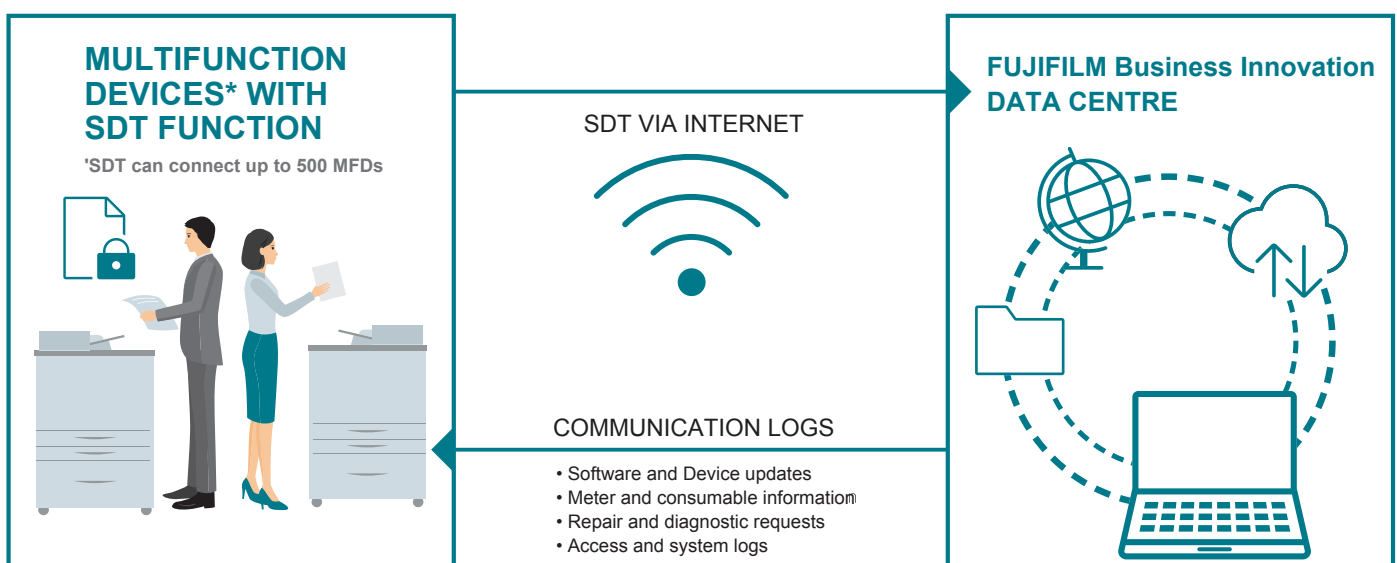 MULTIFUNCTION
DEVICES* WITH
SDT FUNCTION
'SDT can connect up to 500 MFDs
SDT VIA INTERNET
COMMUNICATION LOGS
• Software and Device updates
• Meter and consumable information
• Repair and diagnostic requests
• Access and system logs
FUJIFILM Business Innovation
DATA CENTRE